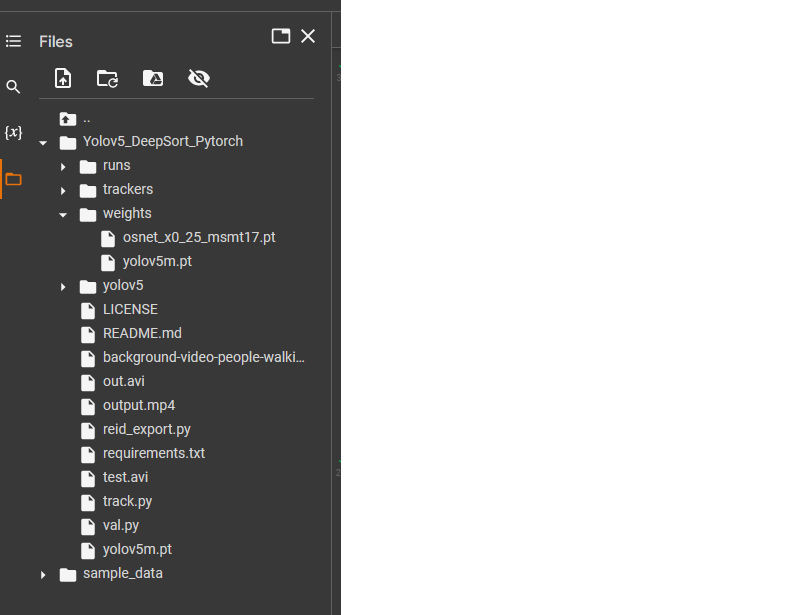 Files
{x}
..
Yolov5_DeepSort_Pytorch
runs
trackers
weights
osnet_x0_25_msmt17.pt
yolov5m.pt
yolov5
LICENSE
README.md
background-video-people-walki...
out.avi
output.mp4
reid_export.py
requirements.txt
test.avi
track.py
val.py
yolov5m.pt
sample_data